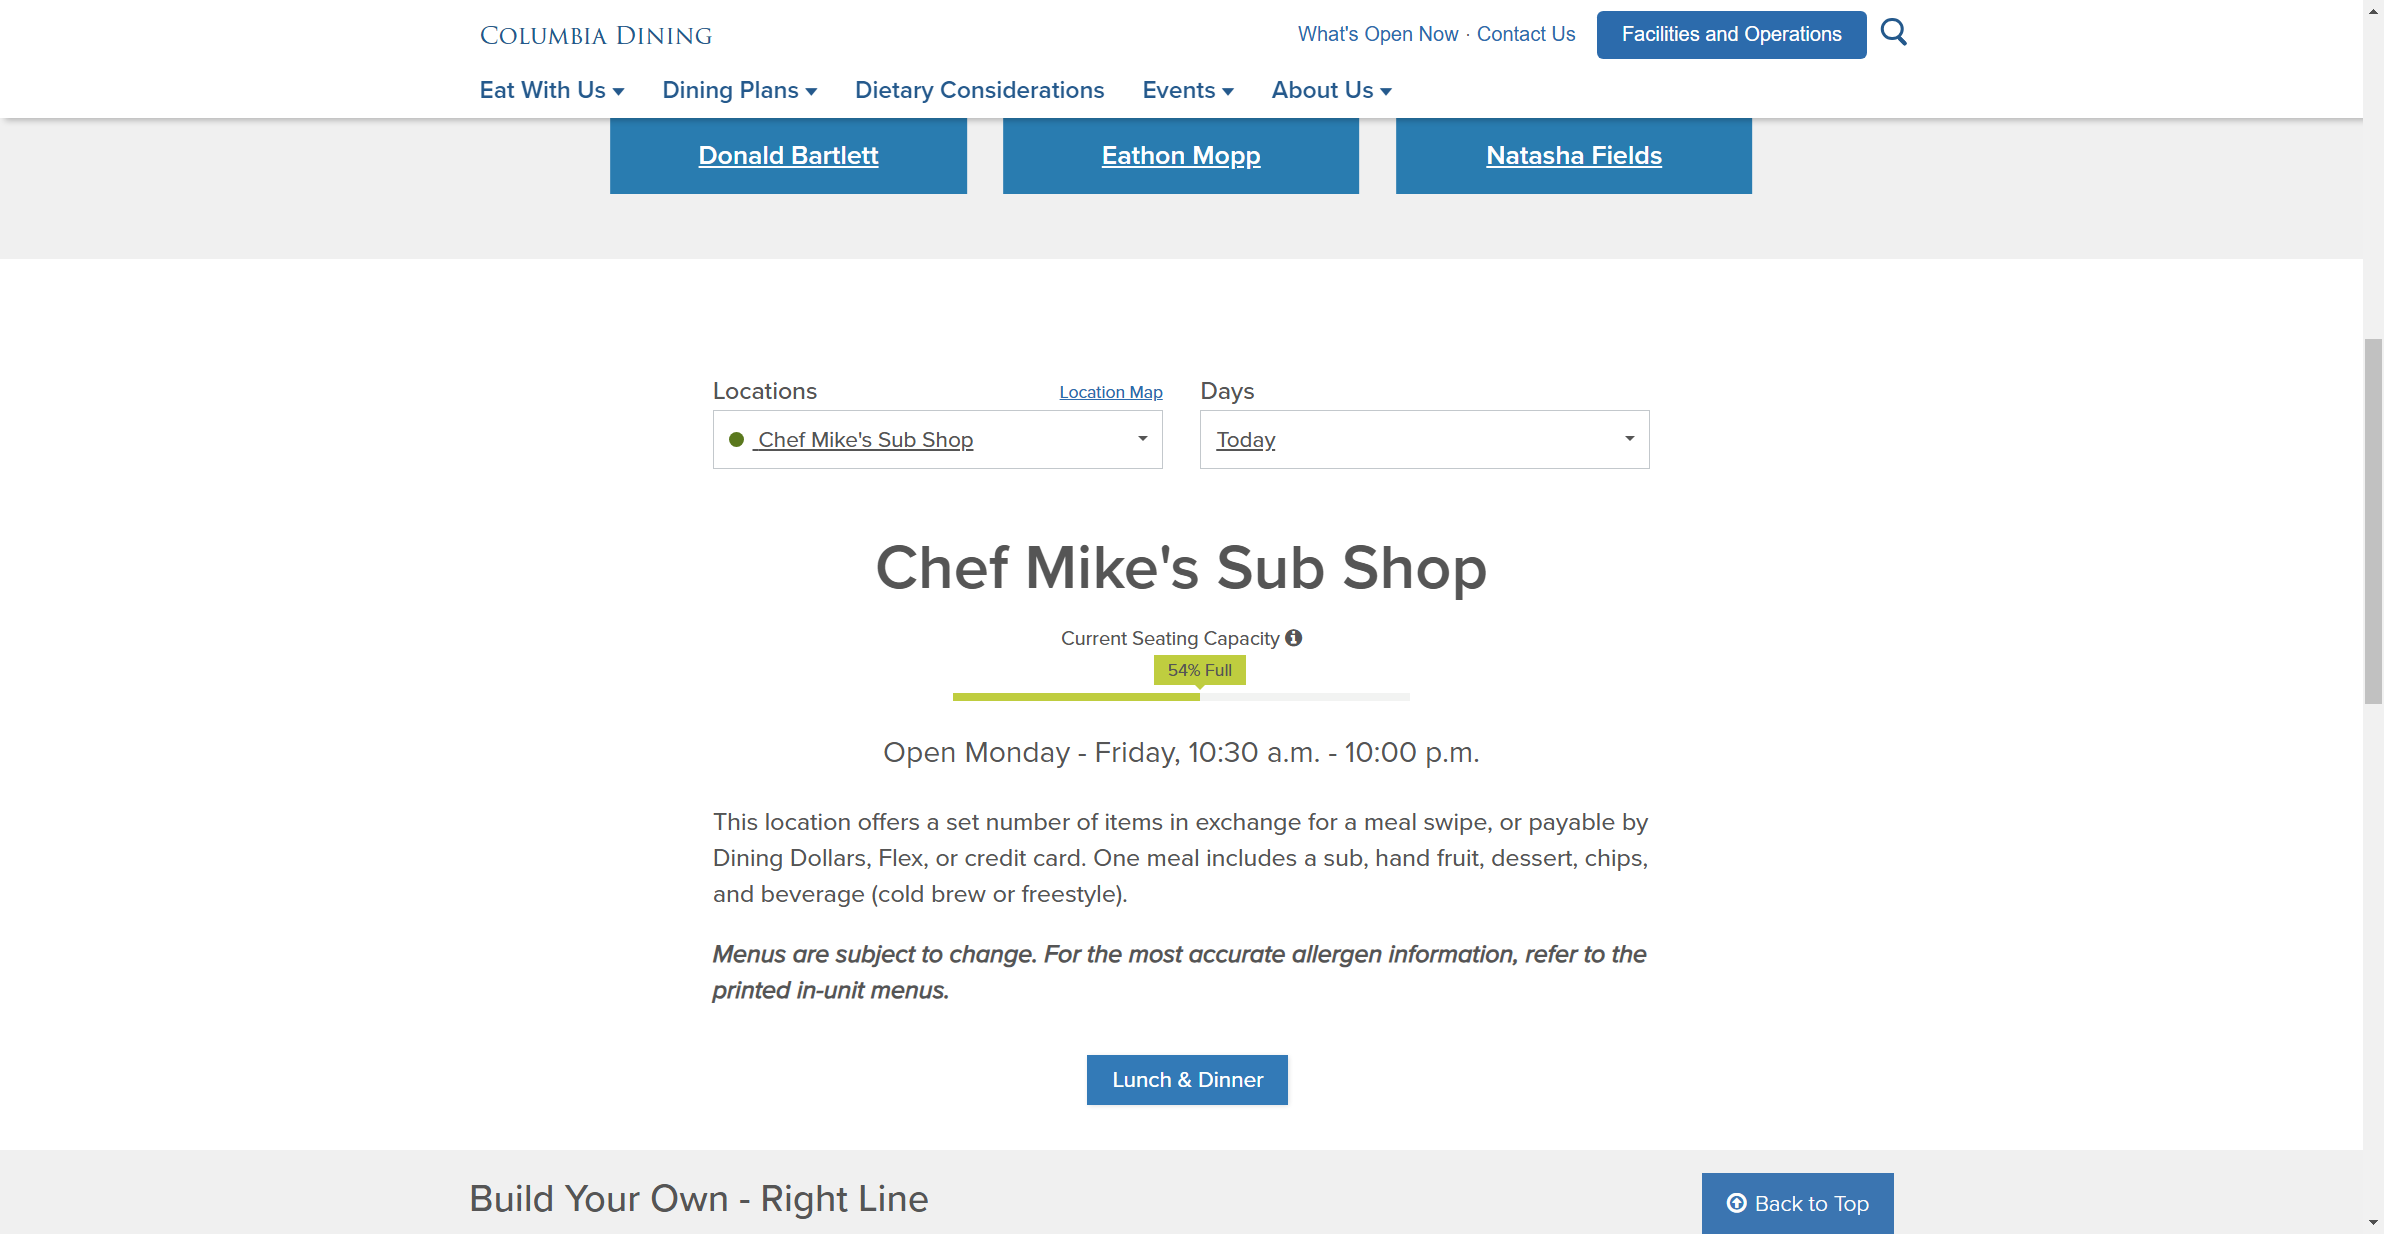 COLUMBIA DINING
What's Open Now · Contact Us
Facilities and Operations
Eat With Us
Dining Plans
Dietary Considerations
Events
About Us
Donald Bartlett
Eathon Mopp
Natasha Fields
Locations
Location Map
Days
Chef Mike's Sub Shop
Today
Chef Mike's Sub Shop
Current Seating Capacity
54% Full
Open Monday - Friday, 10:30 a.m. - 10:00 p.m.
This location offers a set number of items in exchange for a meal swipe, or payable by
Dining Dollars, Flex, or credit card. One meal includes a sub, hand fruit, dessert, chips,
and beverage (cold brew or freestyle).
Menus are subject to change. For the most accurate allergen information, refer to the
printed in-unit menus.
Lunch & Dinner
Build Your Own - Right Line
Back to Top